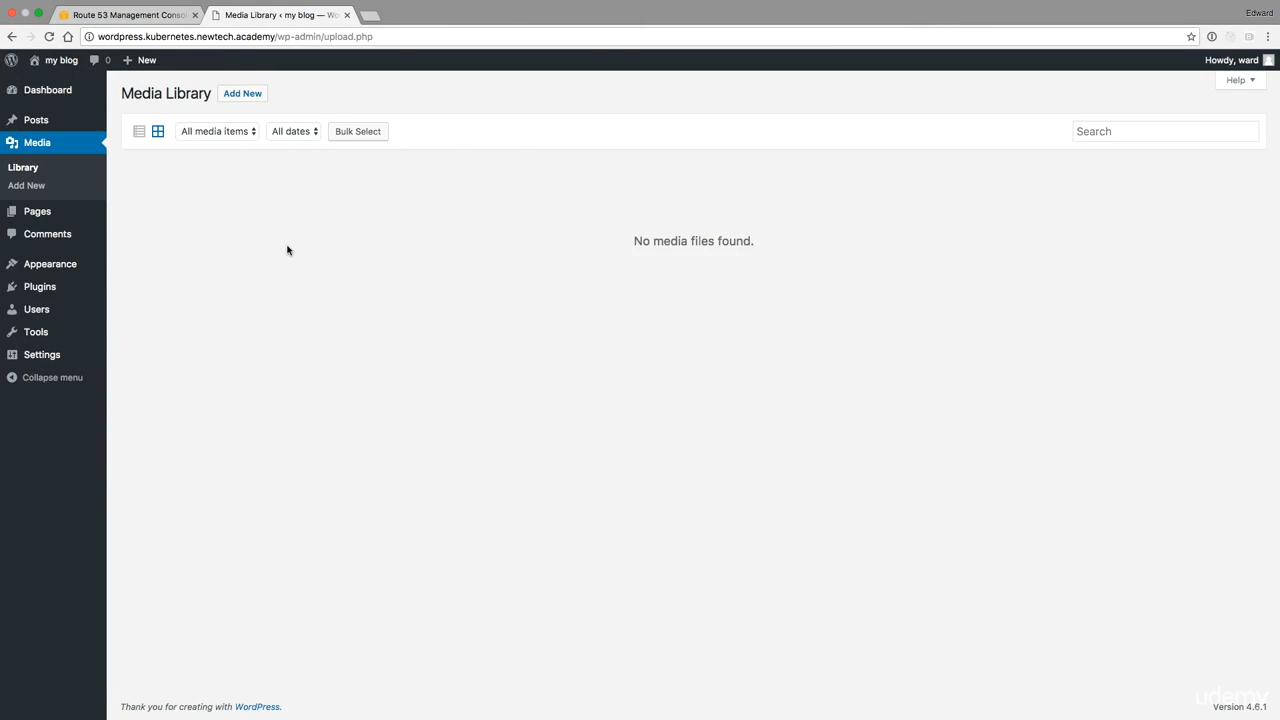 Route 53 Management Conso
Media Library ‹ my blog — Wo
Edward
wordpress.kubernetes.newtech.academy/wp-admin/upload.php
my blog
0
New
Howdy, ward
Dashboard
Posts
Media
Library
Add New
Pages
Comments
Appearance
Plugins
Users
Tools
Settings
Collapse menu
Media Library
Add New
Help
All media items
All dates
Bulk Select
Search
No media files found.
Thank you for creating with WordPress.
udemy
Version 4.6.1